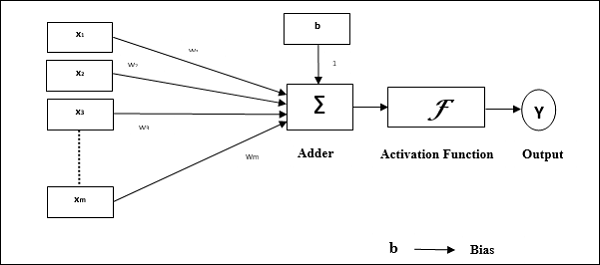 b
x₁
w₁
x₂
w₂
1
x₃
Σ
ℱ
Y
w₃
Adder
Activation Function
Output
wₘ
xₘ
b
Bias